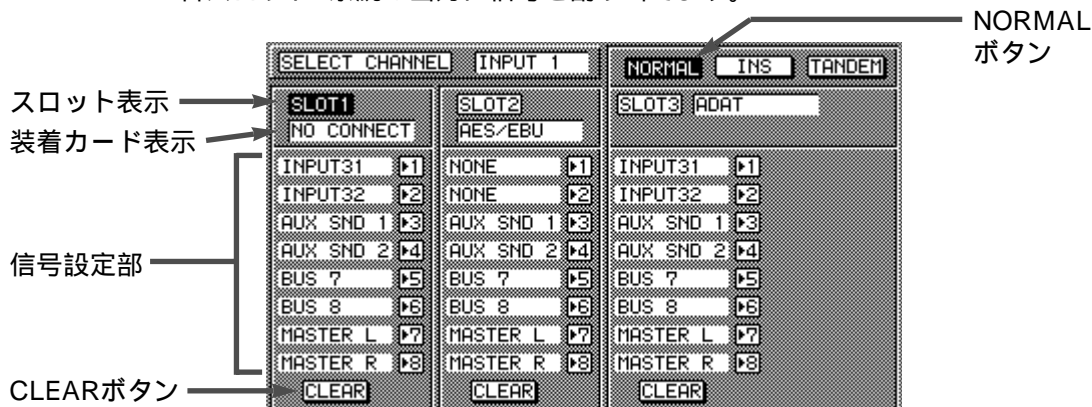 NORMAL
ボタン
SELECT CHANNEL INPUT 1 NORMAL INS TANDEM
スロット表示
SLOT1 SLOT2 SLOT3 ADAT
装着カード表示
NO CONNECT AES/EBU
INPUT31 ▶1 NONE ▶1 INPUT31 ▶1
INPUT32 ▶2 NONE ▶2 INPUT32 ▶2
AUX SND 1 ▶3 AUX SND 1 ▶3 AUX SND 1 ▶3
AUX SND 2 ▶4 AUX SND 2 ▶4 AUX SND 2 ▶4
信号設定部
BUS 7 ▶5 BUS 7 ▶5 BUS 7 ▶5
BUS 8 ▶6 BUS 8 ▶6 BUS 8 ▶6
MASTER L ▶7 MASTER L ▶7 MASTER L ▶7
MASTER R ▶8 MASTER R ▶8 MASTER R ▶8
CLEARボタン
CLEAR CLEAR CLEAR